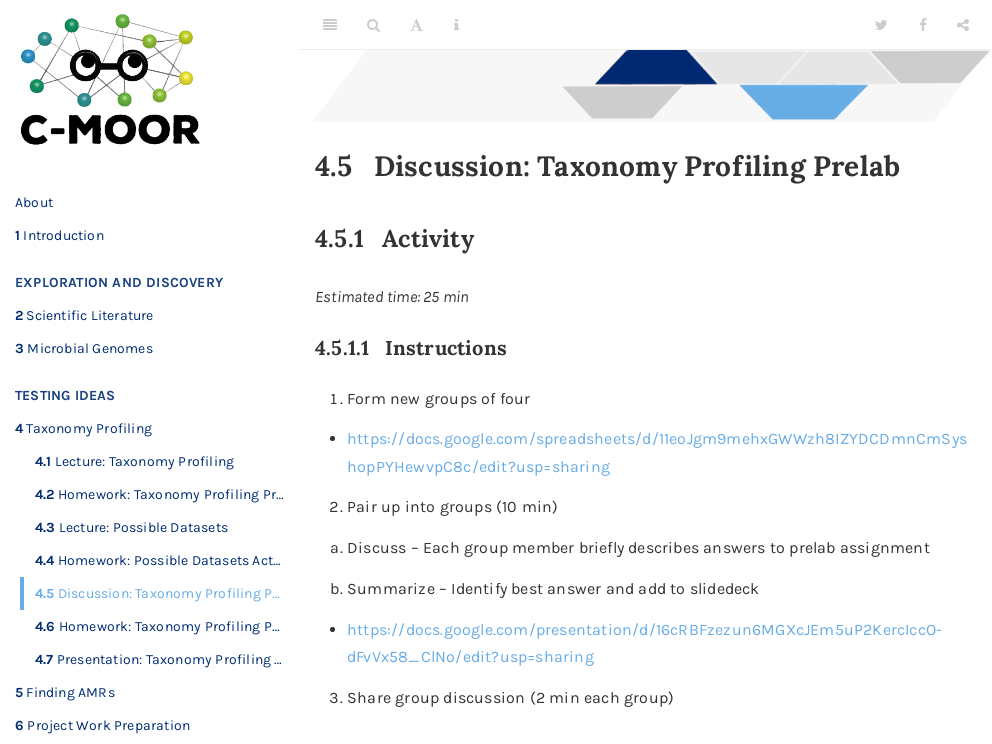 C-MOOR
About
1 Introduction
EXPLORATION AND DISCOVERY
2 Scientific Literature
3 Microbial Genomes
TESTING IDEAS
4 Taxonomy Profiling
4.1 Lecture: Taxonomy Profiling
4.2 Homework: Taxonomy Profiling Pr...
4.3 Lecture: Possible Datasets
4.4 Homework: Possible Datasets Act...
4.5 Discussion: Taxonomy Profiling P...
4.6 Homework: Taxonomy Profiling P...
4.7 Presentation: Taxonomy Profiling ...
5 Finding AMRs
6 Project Work Preparation
A
4.5 Discussion: Taxonomy Profiling Prelab
4.5.1 Activity
Estimated time: 25 min
4.5.1.1 Instructions
1. Form new groups of four
• https://docs.google.com/spreadsheets/d/11eoJgm9mehxGWWzh8IZYDCDmnCmSys
hopPYHewvpC8c/edit?usp=sharing
2. Pair up into groups (10 min)
a. Discuss – Each group member briefly describes answers to prelab assignment
b. Summarize – Identify best answer and add to slidedeck
• https://docs.google.com/presentation/d/16cRBFzezun6MGXcJEm5uP2KercIccO-
dFvVx58_ClNo/edit?usp=sharing
3. Share group discussion (2 min each group)